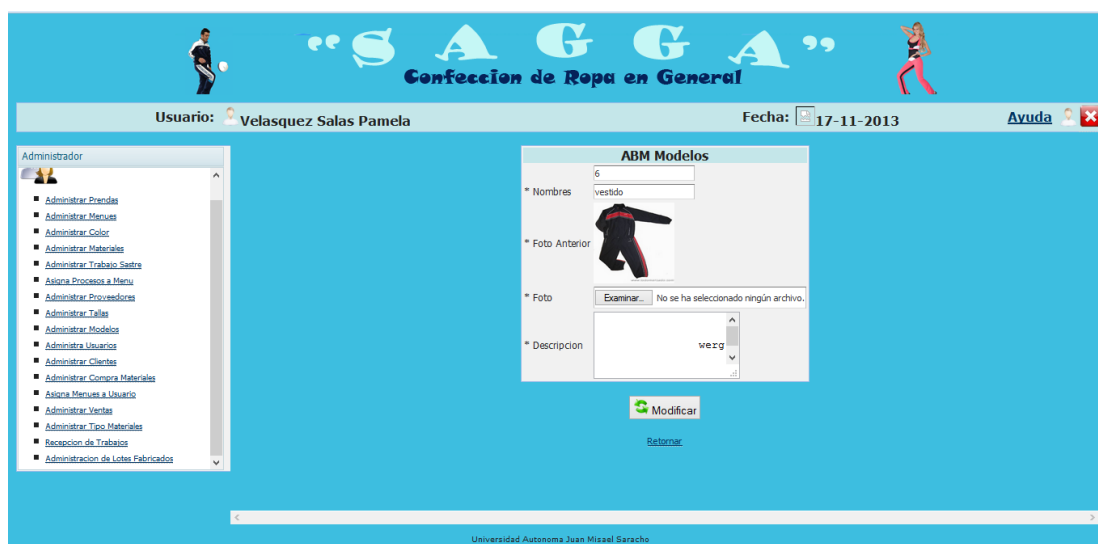 “S A G G A”
Confeccion de Ropa en General
Usuario: Velasquez Salas Pamela Fecha: 17-11-2013 Ayuda
Administrador
Administrar Prendas
Administrar Menues
Administrar Color
Administrar Materiales
Administrar Trabajo Sastre
Asigna Procesos a Menu
Administrar Proveedores
Administrar Tallas
Administrar Modelos
Administra Usuarios
Administrar Clientes
Administrar Compra Materiales
Asigna Menues a Usuario
Administrar Ventas
Administrar Tipo Materiales
Recepcion de Trabajos
Administracion de Lotes Fabricados
ABM Modelos
6
* Nombres vestido
* Foto Anterior
* Foto Examinar... No se ha seleccionado ningún archivo.
* Descripcion werg
Modificar
Retornar
Universidad Autonoma Juan Misael Saracho